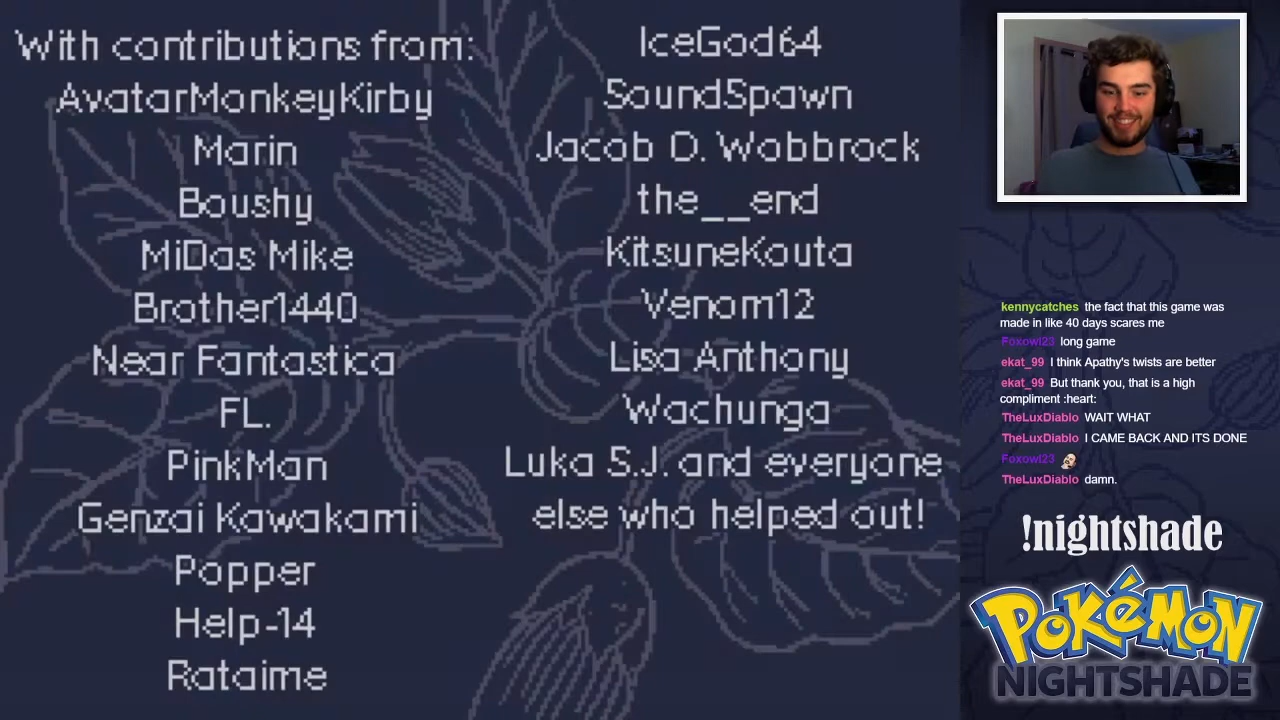 With contributions from:
AvatarMonkeyKirby
Marin
Boushy
MiDas Mike
Brother1440
Near Fantastica
FL.
PinkMan
Genzai Kawakami
Popper
Help-14
Rataime
IceGod64
SoundSpawn
Jacob O. Wobbrock
the__end
KitsuneKouta
Venom12
Lisa Anthony
Wachunga
Luka S.J. and everyone
else who helped out!
kennycatches the fact that this game was
made in like 40 days scares me
Foxowl23 long game
ekat_99 I think Apathy's twists are better
ekat_99 But thank you, that is a high
compliment :heart:
TheLuxDiablo WAIT WHAT
TheLuxDiablo I CAME BACK AND ITS DONE
Foxowl23
TheLuxDiablo damn.
!nightshade
POKéMON
NIGHTSHADE